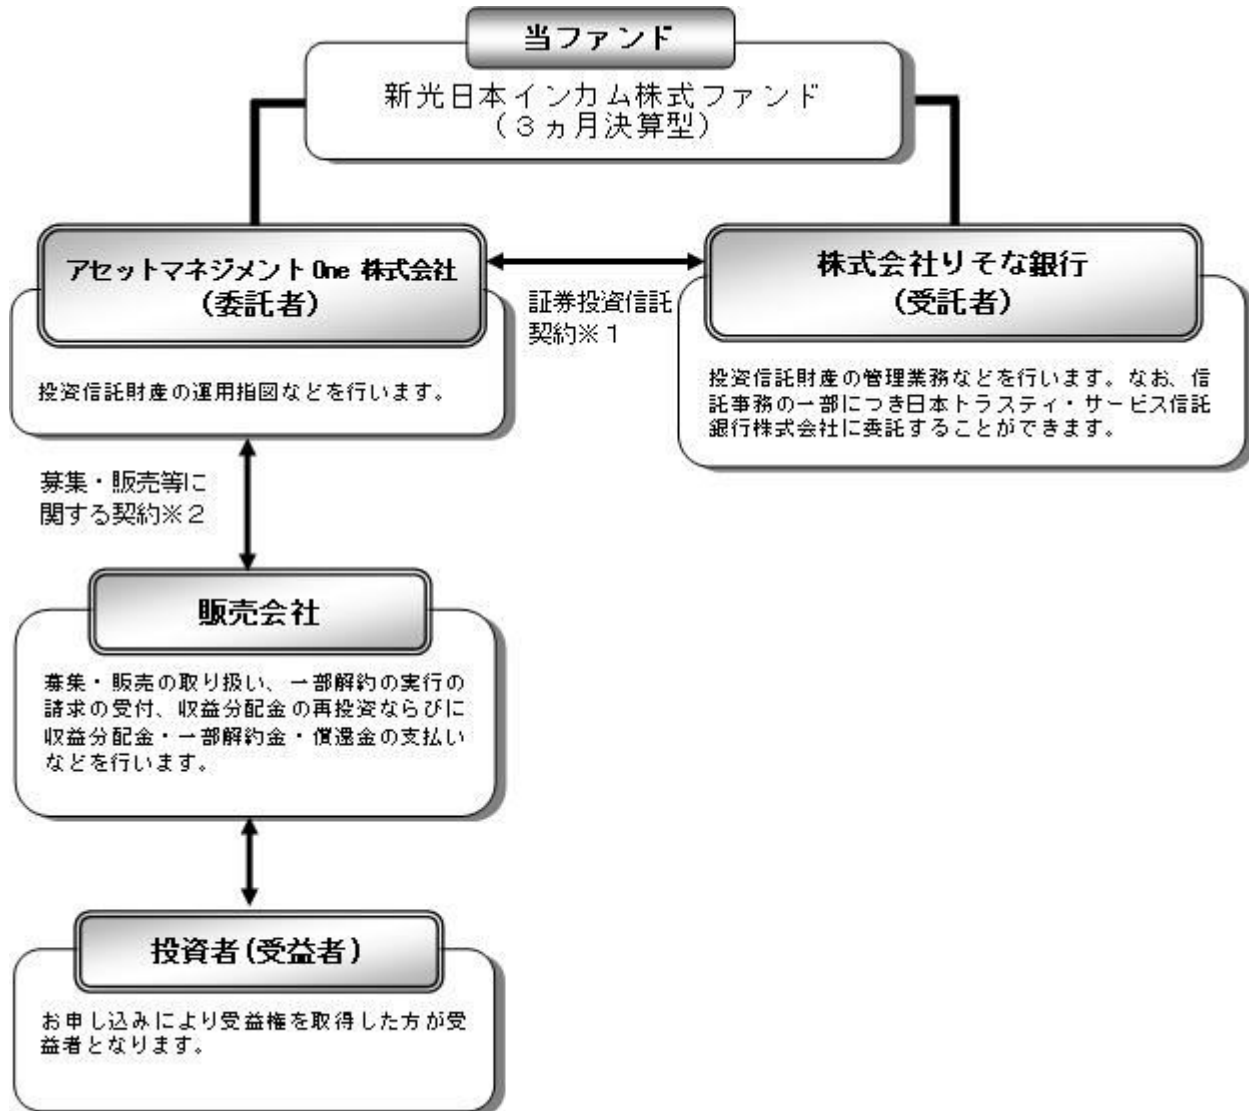 当ファンド
新光日本インカム株式ファンド
（３ヵ月決算型）
アセットマネジメントOne 株式会社
(委託者)
投資信託財産の運用指図などを行います。
証券投資信託
契約※１
株式会社りそな銀行
(受託者)
投資信託財産の管理業務などを行います。なお、信
託事務の一部につき日本トラスティ・サービス信託
銀行株式会社に委託することができます。
募集・販売等に
関する契約※２
販売会社
募集・販売の取り扱い、一部解約の実行の
請求の受付、収益分配金の再投資ならびに
収益分配金・一部解約金・償還金の支払い
などを行います。
投資者(受益者)
お申し込みにより受益権を取得した方が受
益者となります。